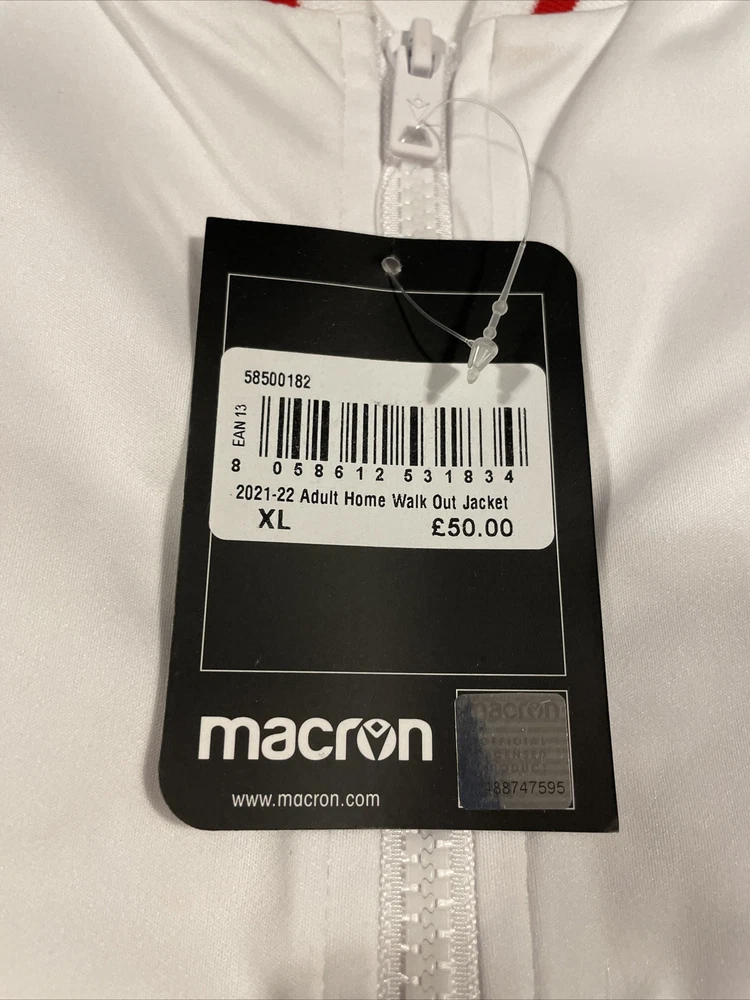 58500182
EAN 13
8 058612 531834
2021-22 Adult Home Walk Out Jacket
XL £50.00
macron
www.macron.com
macron
88747595